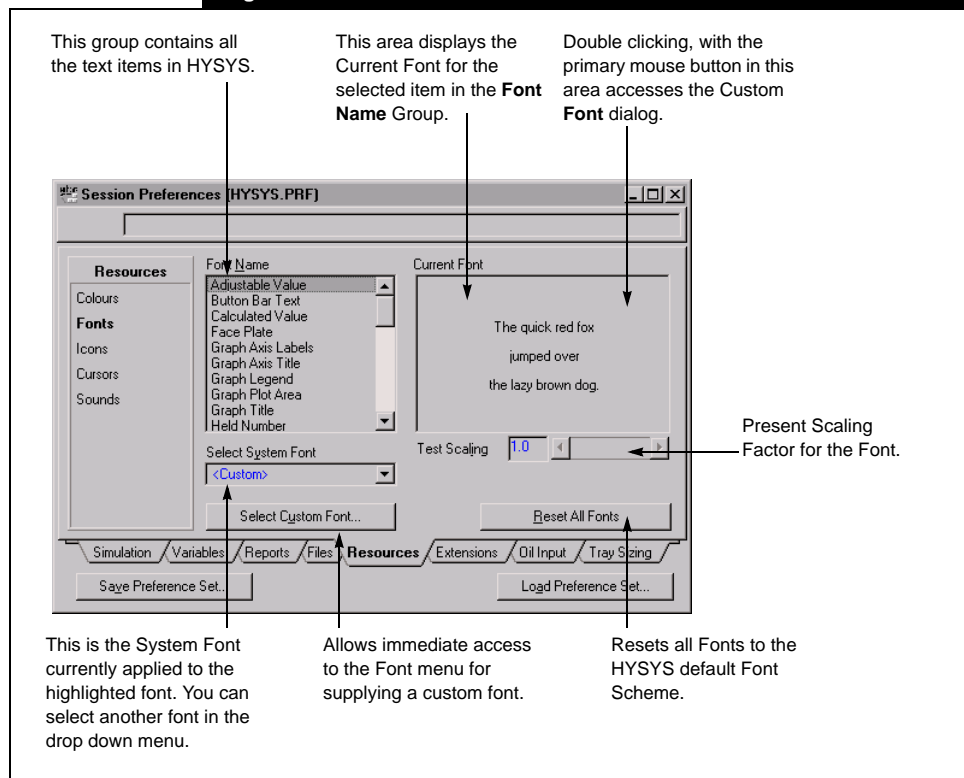 This group contains all
the text items in HYSYS.
This area displays the
Current Font for the
selected item in the Font
Name Group.
Double clicking, with the
primary mouse button in this
area accesses the Custom
Font dialog.
Session Preferences (HYSYS.PRF)
Resources
Colours
Fonts
Icons
Cursors
Sounds
Font Name
Adjustable Value
Button Bar Text
Calculated Value
Face Plate
Graph Axis Labels
Graph Axis Title
Graph Legend
Graph Plot Area
Graph Title
Held Number
Select System Font
<Custom>
Select Custom Font...
Current Font
The quick red fox
jumped over
the lazy brown dog.
Test Scaling 1.0
Reset All Fonts
Present Scaling
Factor for the Font.
Simulation Variables Reports Files Resources Extensions Oil Input Tray Sizing
Save Preference Set...
Load Preference Set...
This is the System Font
currently applied to the
highlighted font. You can
select another font in the
drop down menu.
Allows immediate access
to the Font menu for
supplying a custom font.
Resets all Fonts to the
HYSYS default Font
Scheme.